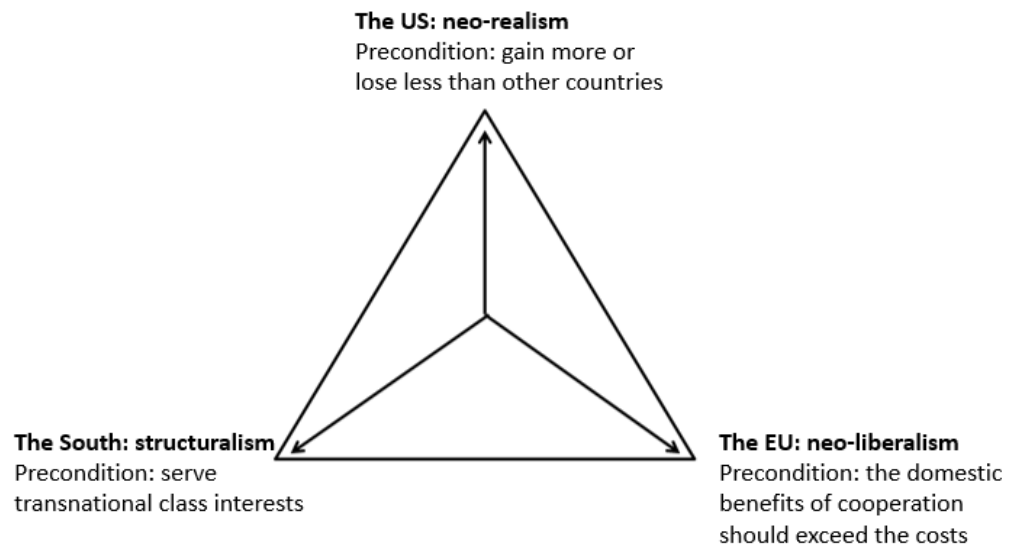 The US: neo-realism
Precondition: gain more or
lose less than other countries
The South: structuralism
Precondition: serve
transnational class interests
The EU: neo-liberalism
Precondition: the domestic
benefits of cooperation
should exceed the costs